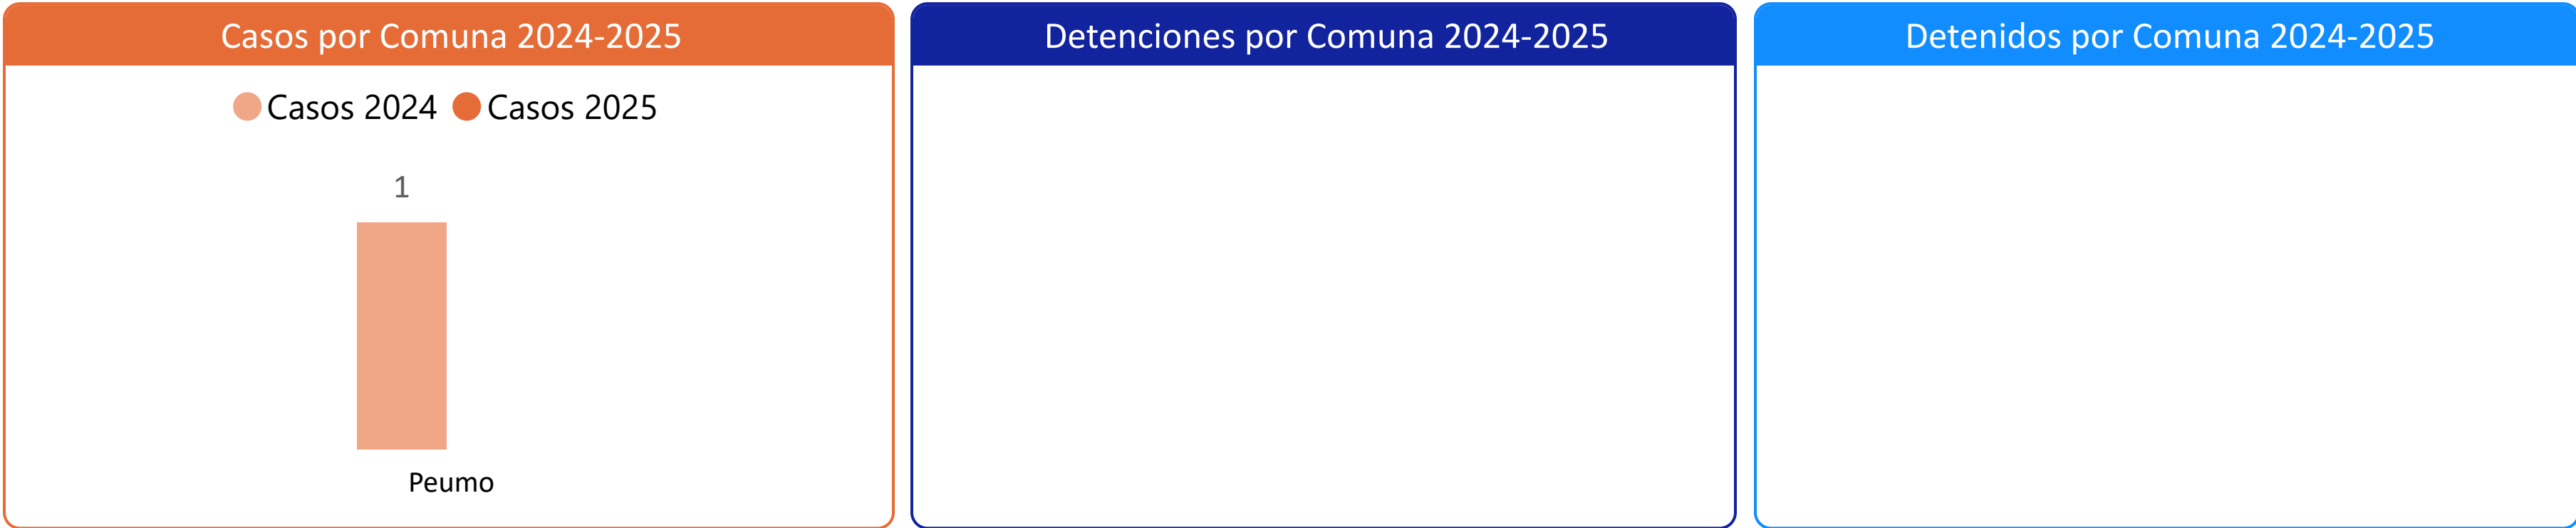 Casos por Comuna 2024-2025
Casos 2024 Casos 2025
1
Peumo
Detenciones por Comuna 2024-2025
Detenidos por Comuna 2024-2025